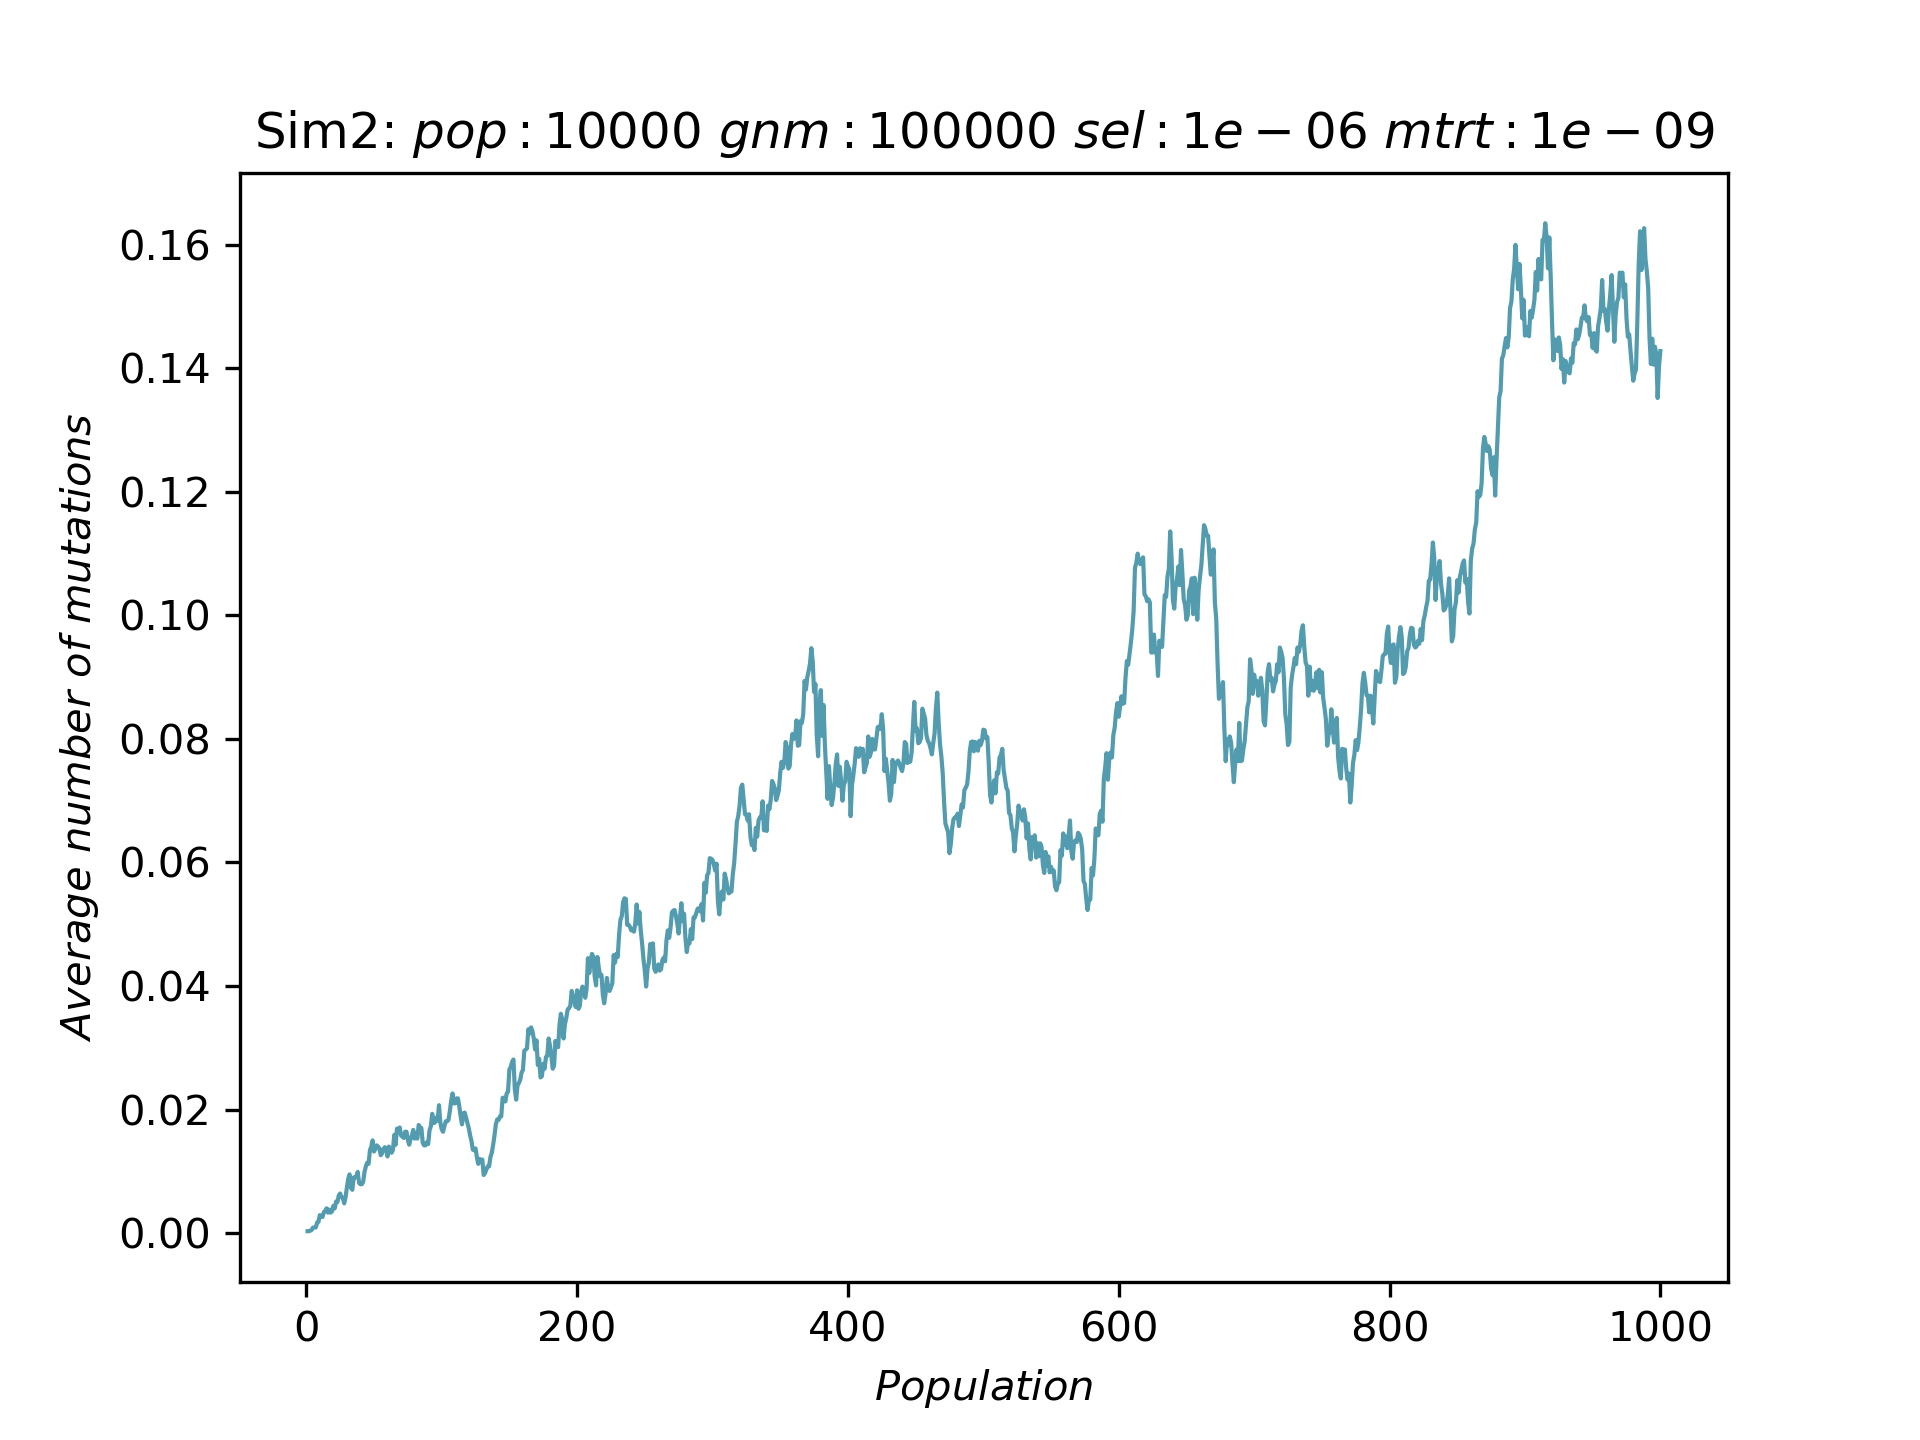 Sim2: pop : 10000 gnm : 100000 sel : 1e − 06 mtrt : 1e − 09
Average number of mutations
0.16
0.14
0.12
0.10
0.08
0.06
0.04
0.02
0.00
0 200 400 600 800 1000
Population